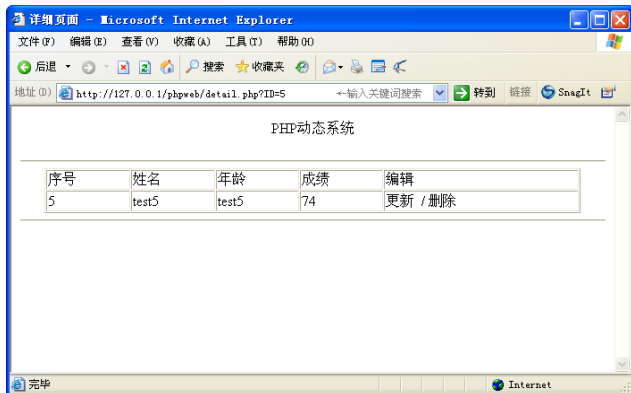 详细页面 - Microsoft Internet Explorer
文件(F) 编辑(E) 查看(V) 收藏(A) 工具(T) 帮助(H)
后退 搜索 收藏夹
地址(D) http://127.0.0.1/phpweb/detail.php?ID=5 ←输入关键词搜索 转到 链接 SnagIt
PHP动态系统
序号 姓名 年龄 成绩 编辑
5 test5 test5 74 更新 / 删除
完毕 Internet